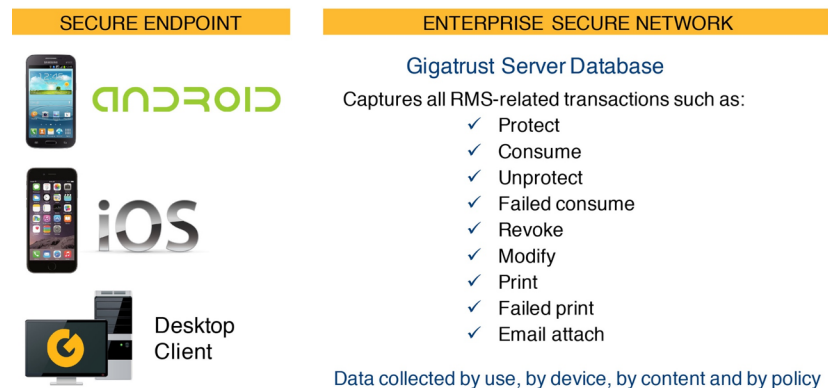 SECURE ENDPOINT
ANDROID
iOS
Desktop
Client
ENTERPRISE SECURE NETWORK
Gigatrust Server Database
Captures all RMS-related transactions such as:
✓ Protect
✓ Consume
✓ Unprotect
✓ Failed consume
✓ Revoke
✓ Modify
✓ Print
✓ Failed print
✓ Email attach
Data collected by use, by device, by content and by policy